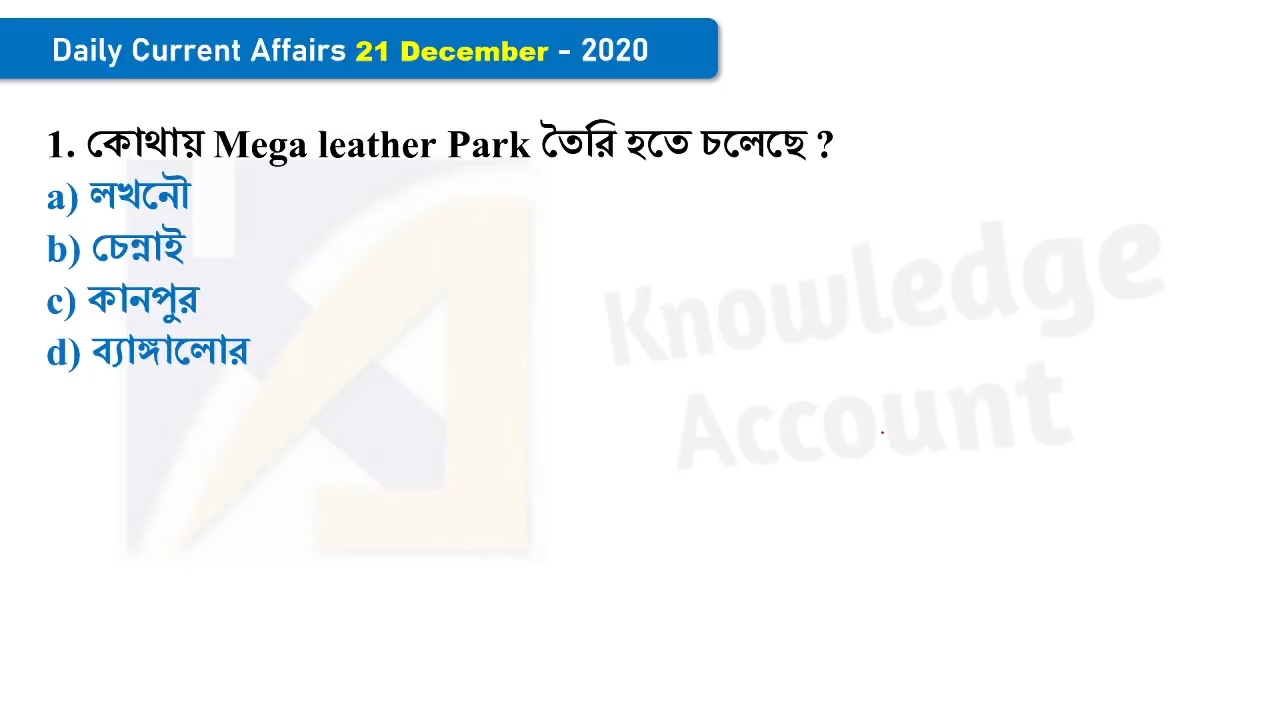 Daily Current Affairs 21 December - 2020
1. কোথায় Mega leather Park তৈরি হতে চলেছে ?
a) লখনৌ
b) চেন্নাই
c) কানপুর
d) ব্যাঙ্গালোর
Knowledge
Account